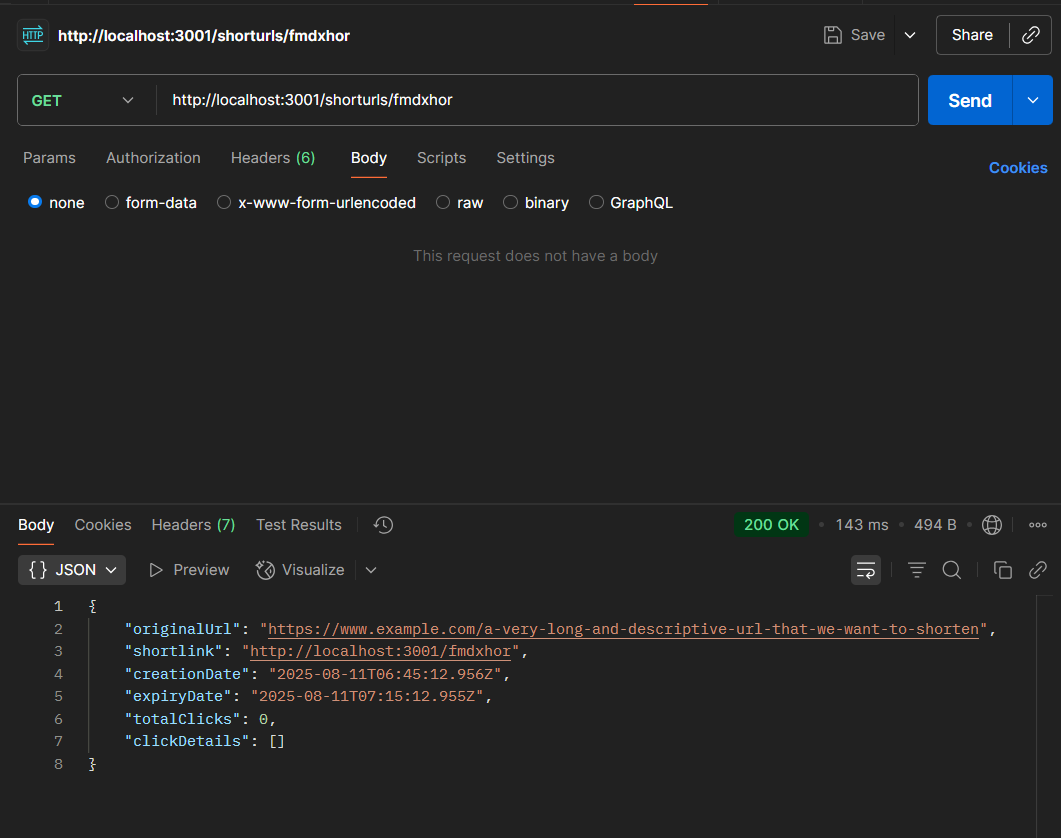 HTTP http://localhost:3001/shorturls/fmdxhor Save Share
GET http://localhost:3001/shorturls/fmdxhor Send
Params Authorization Headers (6) Body Scripts Settings Cookies
none form-data x-www-form-urlencoded raw binary GraphQL
This request does not have a body
Body Cookies Headers (7) Test Results 200 OK • 143 ms • 494 B •
{} JSON Preview Visualize
1 {
2 "originalUrl": "https://www.example.com/a-very-long-and-descriptive-url-that-we-want-to-shorten",
3 "shortlink": "http://localhost:3001/fmdxhor",
4 "creationDate": "2025-08-11T06:45:12.956Z",
5 "expiryDate": "2025-08-11T07:15:12.955Z",
6 "totalClicks": 0,
7 "clickDetails": []
8 }